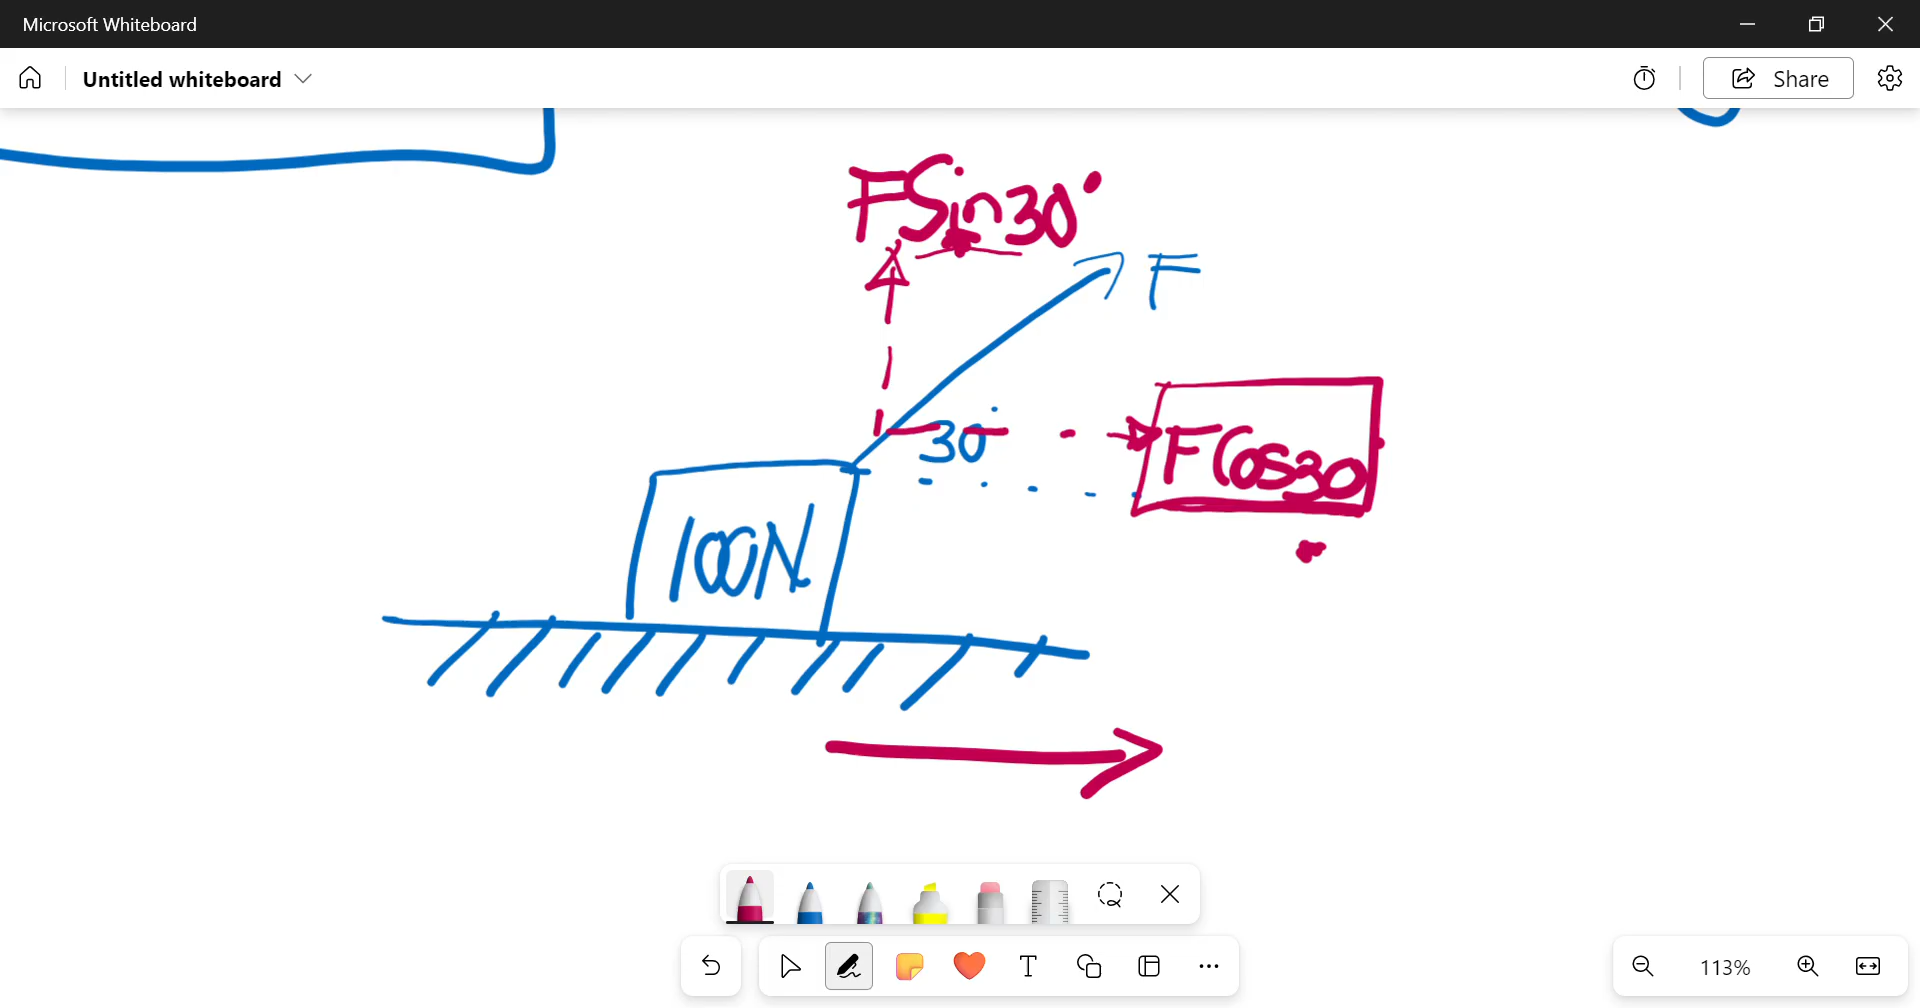 Microsoft Whiteboard
Untitled whiteboard
Share
FSin30°
F
30°
FCos30
100N
113%